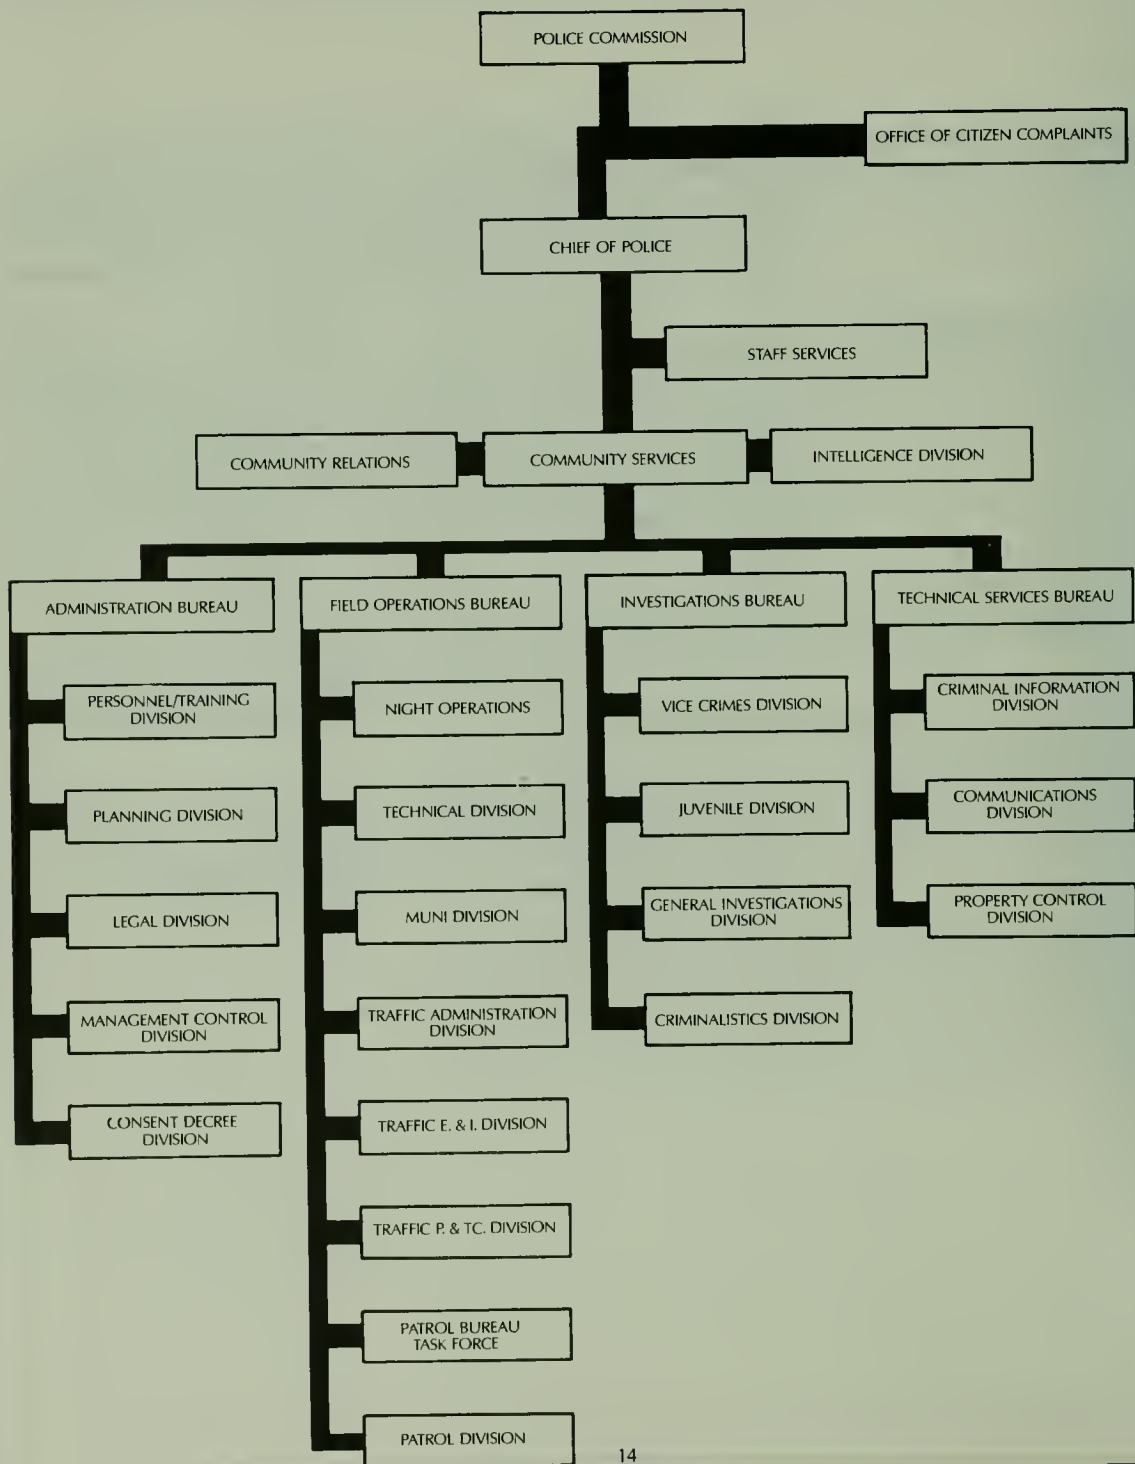 POLICE COMMISSION
OFFICE OF CITIZEN COMPLAINTS
CHIEF OF POLICE
STAFF SERVICES
COMMUNITY RELATIONS
COMMUNITY SERVICES
INTELLIGENCE DIVISION
ADMINISTRATION BUREAU
PERSONNEL/TRAINING
DIVISION
PLANNING DIVISION
LEGAL DIVISION
MANAGEMENT CONTROL
DIVISION
CONSENT DECREE
DIVISION
FIELD OPERATIONS BUREAU
NIGHT OPERATIONS
TECHNICAL DIVISION
MUNI DIVISION
TRAFFIC ADMINISTRATION
DIVISION
TRAFFIC E. & I. DIVISION
TRAFFIC P. & TC. DIVISION
PATROL BUREAU
TASK FORCE
PATROL DIVISION
INVESTIGATIONS BUREAU
VICE CRIMES DIVISION
JUVENILE DIVISION
GENERAL INVESTIGATIONS
DIVISION
CRIMINALISTICS DIVISION
TECHNICAL SERVICES BUREAU
CRIMINAL INFORMATION
DIVISION
COMMUNICATIONS
DIVISION
PROPERTY CONTROL
DIVISION
14